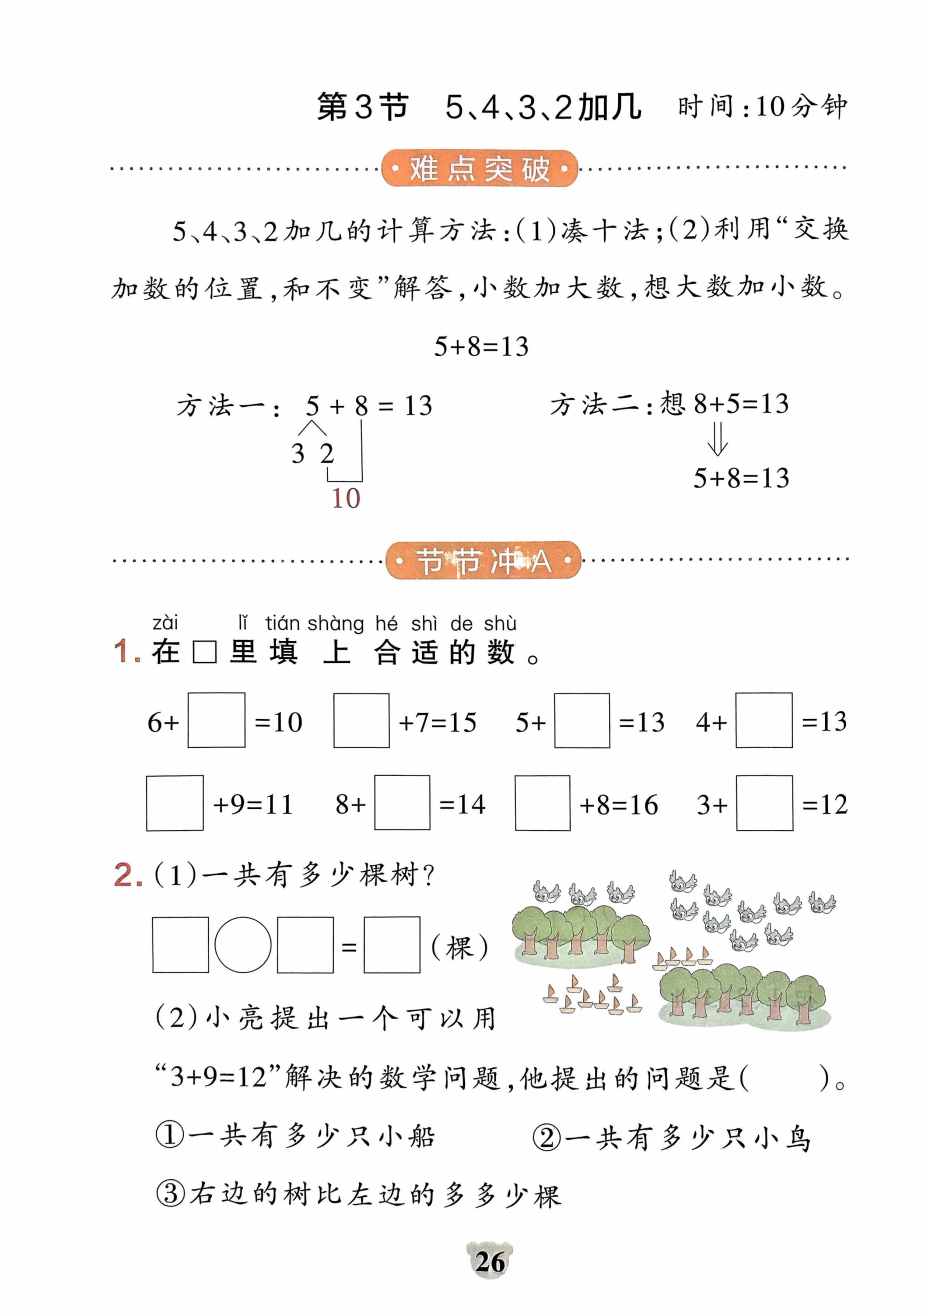 第3节 5、4、3、2加几 时间:10分钟
·难点突破·
5、4、3、2加几的计算方法:(1)凑十法;(2)利用“交换
加数的位置,和不变”解答,小数加大数,想大数加小数。
5+8=13
方法一: 5+8=13 方法二:想8+5=13
3 2
5+8=13
10
·节节冲A·
zài lǐ tián shàng hé shì de shù
1.在□里填上合适的数。
6+□=10 □+7=15 5+□=13 4+□=13
□+9=11 8+□=14 □+8=16 3+□=12
2.(1)一共有多少棵树?
□○□=□(棵)
(2)小亮提出一个可以用
“3+9=12”解决的数学问题,他提出的问题是( )。
①一共有多少只小船 ②一共有多少只小鸟
③右边的树比左边的多多少棵
26